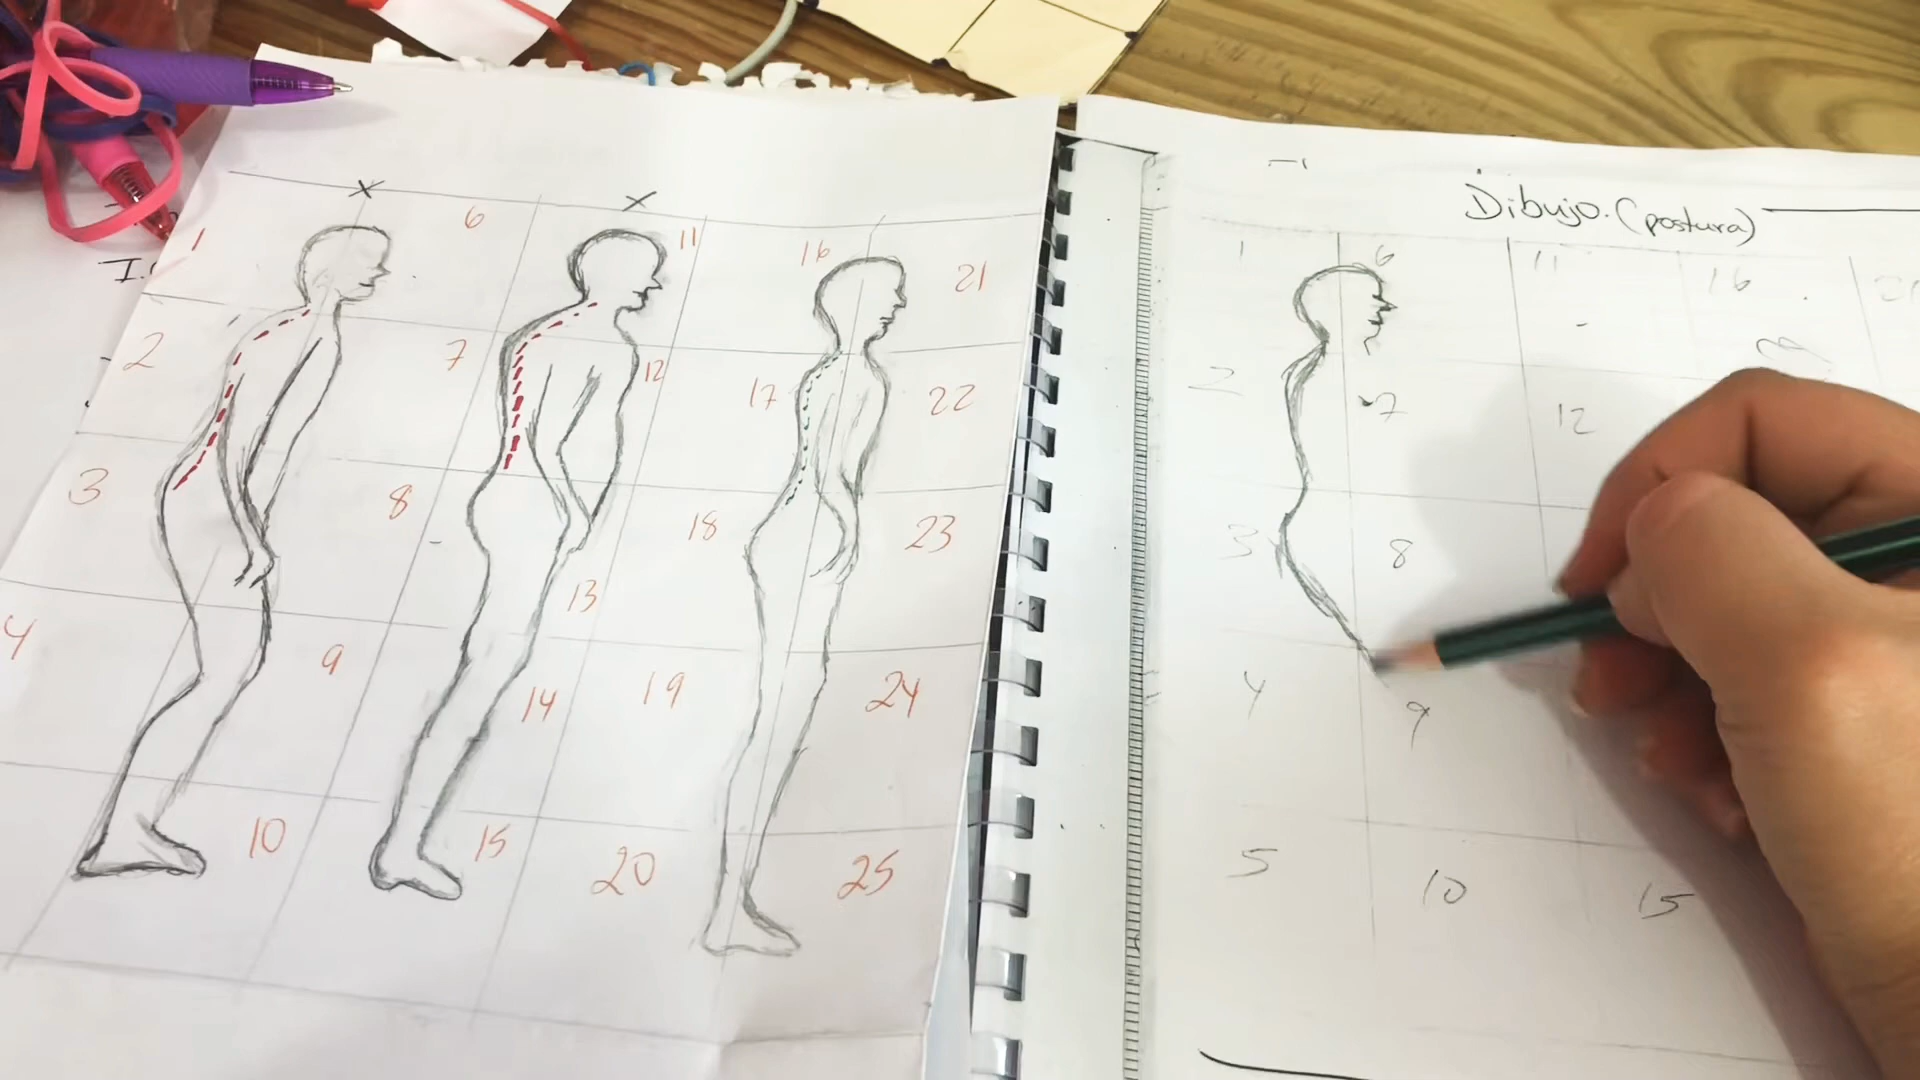 x x
1 6 11 16 21
2 7 12 17 22
3 8 13 18 23
4 9 14 19 24
10 15 20 25
Dibujo. (postura)
1 6 11 16 21
2 7 12
3 8
4 9
5 10 15